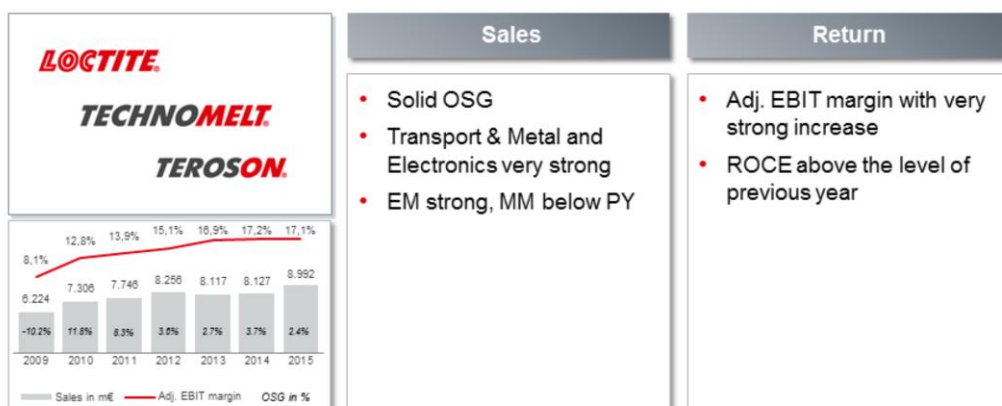 LOCTITE.
TECHNOMELT.
TEROSON.
Sales
• Solid OSG
• Transport & Metal and
Electronics very strong
• EM strong, MM below PY
Return
• Adj. EBIT margin with very
strong increase
• ROCE above the level of
previous year
8,1% 12,8% 13,9% 15,1% 16,9% 17,2% 17,1%
6.224 7.306 7.746 8.256 8.117 8.127 8.992
-10.2% 11.8% 8.3% 3.6% 2.7% 3.7% 2.4%
2009 2010 2011 2012 2013 2014 2015
Sales in m€ Adj. EBIT margin OSG in %